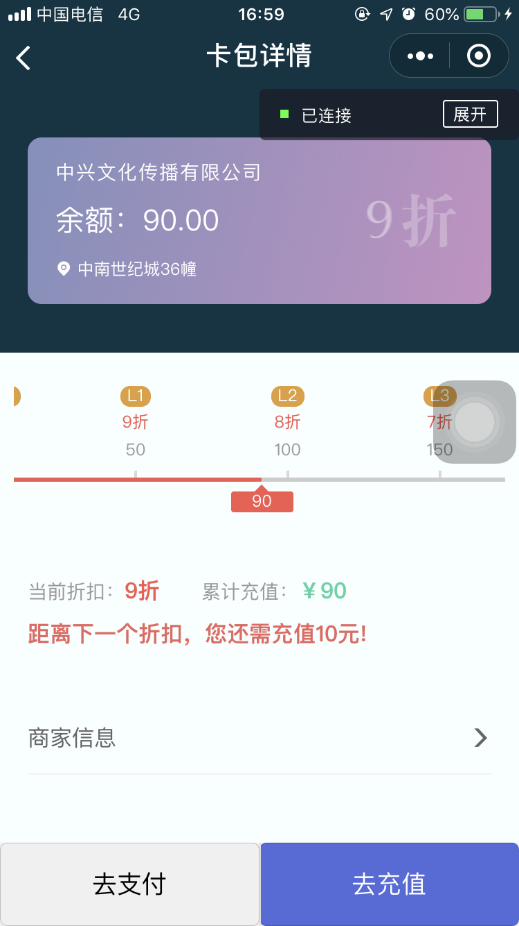 中国电信 4G 16:59 60%
卡包详情
已连接 展开
中兴文化传播有限公司
余额：90.00
9折
中南世纪城36幢
L1 L2 L3
9折 8折 7折
50 100 150
90
当前折扣：9折 累计充值：¥90
距离下一个折扣，您还需充值10元!
商家信息
去支付 去充值